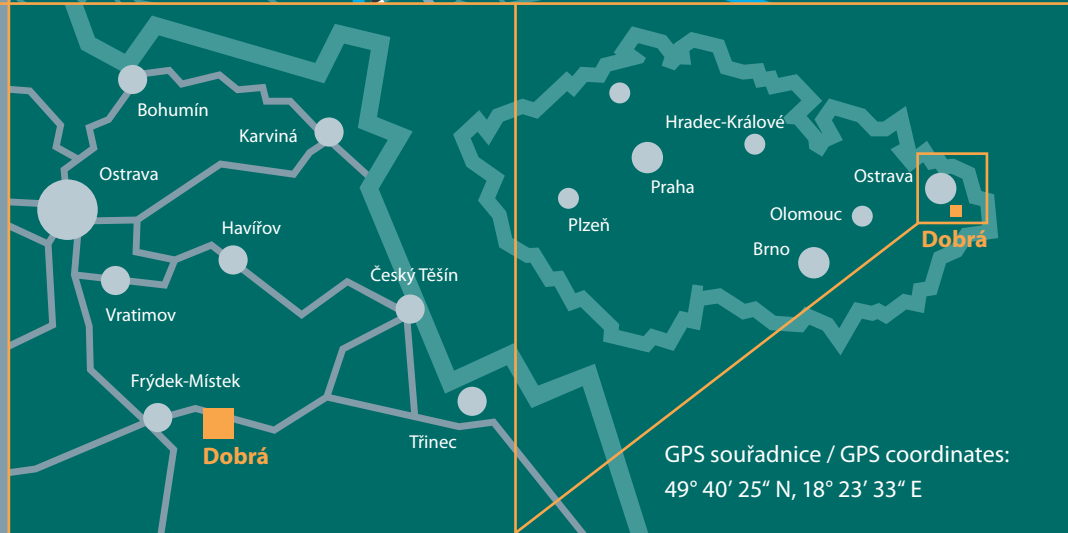 Bohumín
Karviná
Ostrava
Havířov
Český Těšín
Vratimov
Frýdek-Místek
Třinec
Dobrá
Hradec-Králové
Praha
Ostrava
Plzeň
Olomouc
Dobrá
Brno
GPS souřadnice / GPS coordinates:
49° 40’ 25“ N, 18° 23’ 33“ E